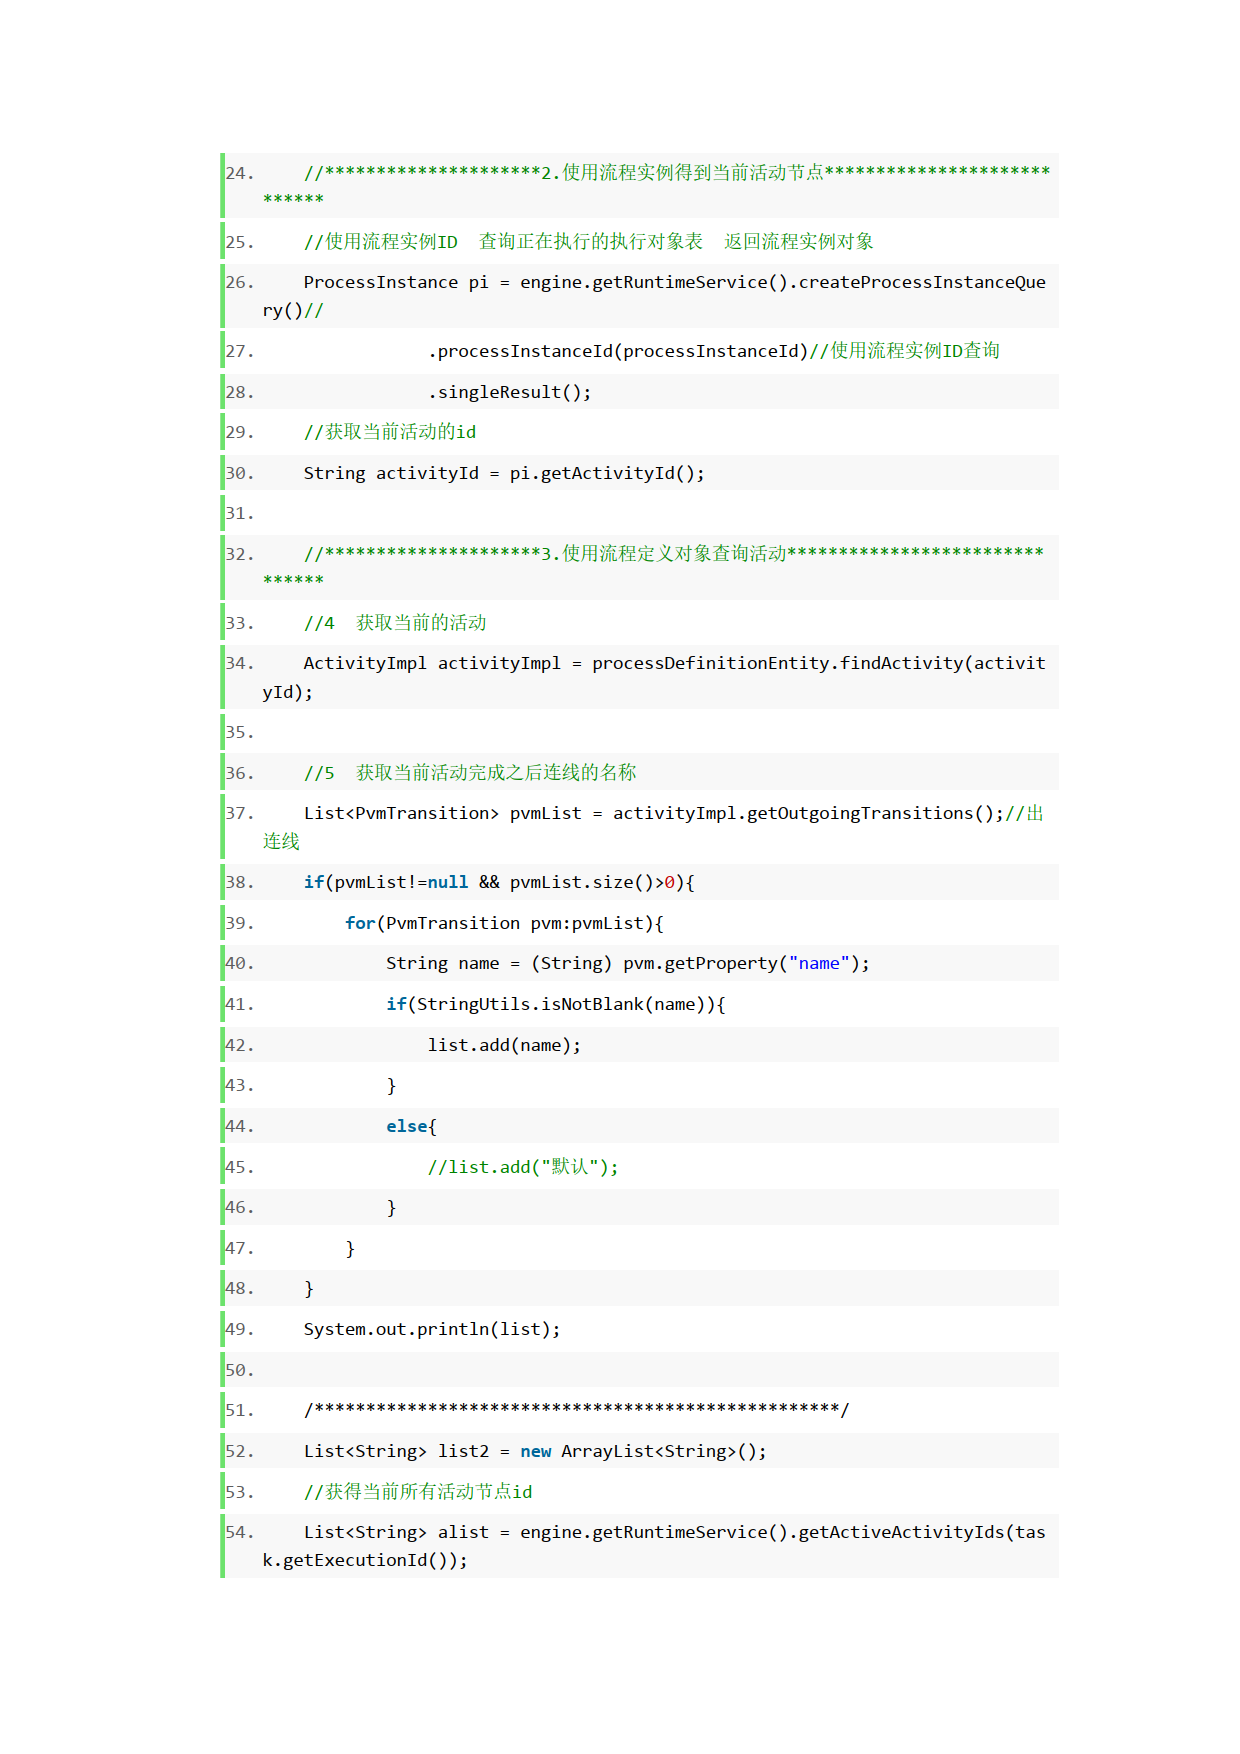 24.     //*********************2.使用流程实例得到当前活动节点**********************
******
25.     //使用流程实例ID  查询正在执行的执行对象表  返回流程实例对象
26.     ProcessInstance pi = engine.getRuntimeService().createProcessInstanceQue
ry()//
27.                 .processInstanceId(processInstanceId)//使用流程实例ID查询
28.                 .singleResult();
29.     //获取当前活动的id
30.     String activityId = pi.getActivityId();
31.
32.     //*********************3.使用流程定义对象查询活动*************************
******
33.     //4  获取当前的活动
34.     ActivityImpl activityImpl = processDefinitionEntity.findActivity(activit
yId);
35.
36.     //5  获取当前活动完成之后连线的名称
37.     List<PvmTransition> pvmList = activityImpl.getOutgoingTransitions();//出
连线
38.     if(pvmList!=null && pvmList.size()>0){
39.         for(PvmTransition pvm:pvmList){
40.             String name = (String) pvm.getProperty("name");
41.             if(StringUtils.isNotBlank(name)){
42.                 list.add(name);
43.             }
44.             else{
45.                 //list.add("默认");
46.             }
47.         }
48.     }
49.     System.out.println(list);
50.
51.     /***************************************************/
52.     List<String> list2 = new ArrayList<String>();
53.     //获得当前所有活动节点id
54.     List<String> alist = engine.getRuntimeService().getActiveActivityIds(tas
k.getExecutionId());